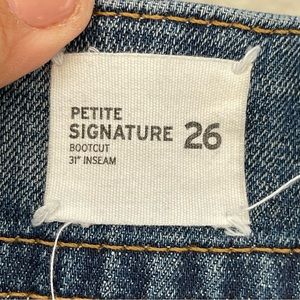 PETITE
SIGNATURE 26
BOOTCUT
31" INSEAM